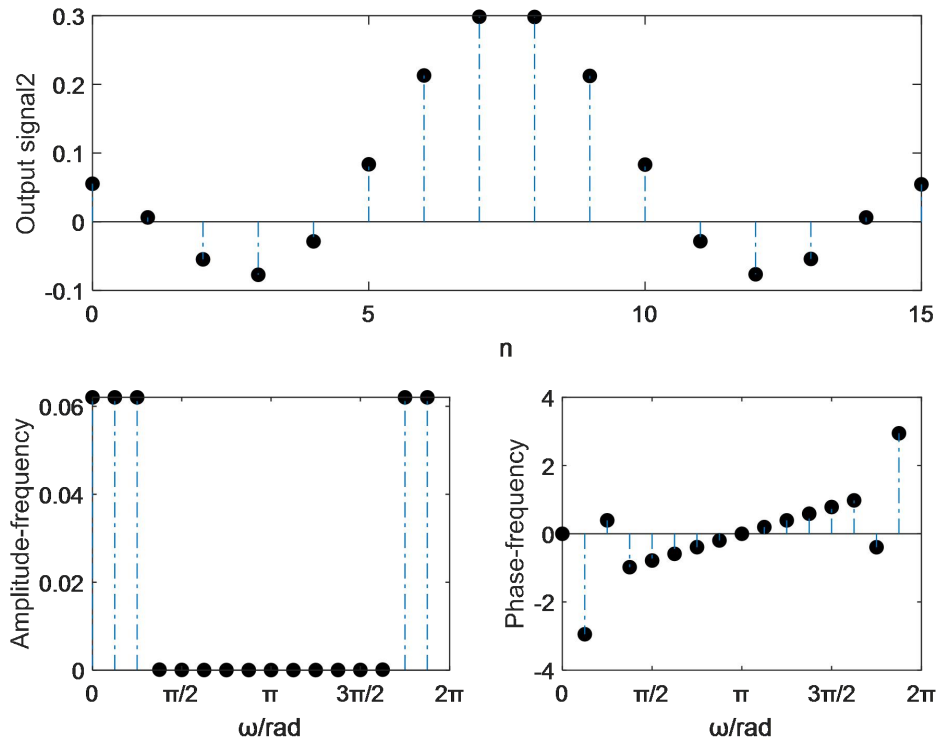 Output signal2
0.3
0.2
0.1
0
-0.1
0
5
10
15
n
Amplitude-frequency
0.06
0.04
0.02
0
0
π/2
π
3π/2
2π
ω/rad
Phase-frequency
4
2
0
-2
-4
0
π/2
π
3π/2
2π
ω/rad